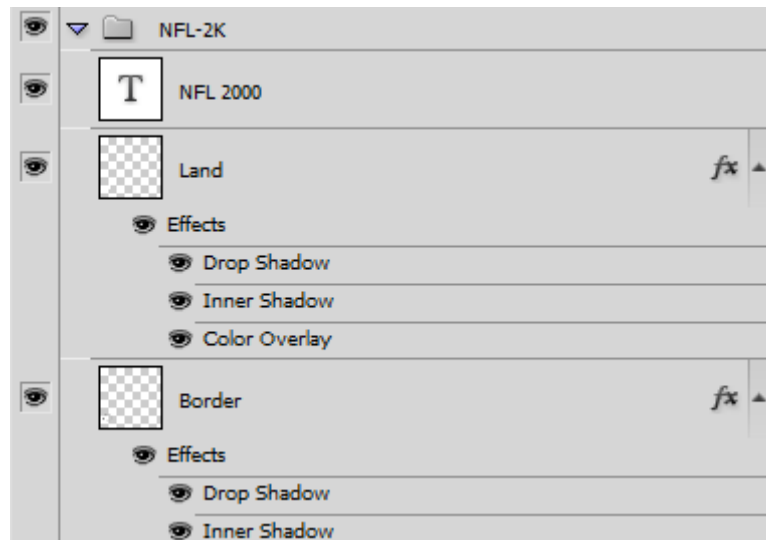 NFL-2K
T
NFL 2000
Land
fx
Effects
Drop Shadow
Inner Shadow
Color Overlay
Border
fx
Effects
Drop Shadow
Inner Shadow